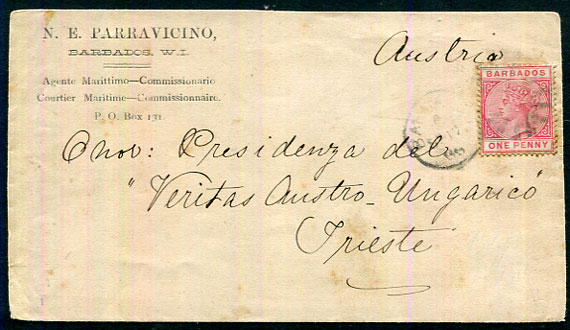 N. E. PARRAVICINO,
BARBADOS, W.I.
Agente Marittimo—Commissionario
Courtier Maritime—Commissionnaire.
P. O. Box 131
Austria
BARBADOS
ONE PENNY
Onor: Presidenza del
"Veritas Austro-Ungarico"
Trieste